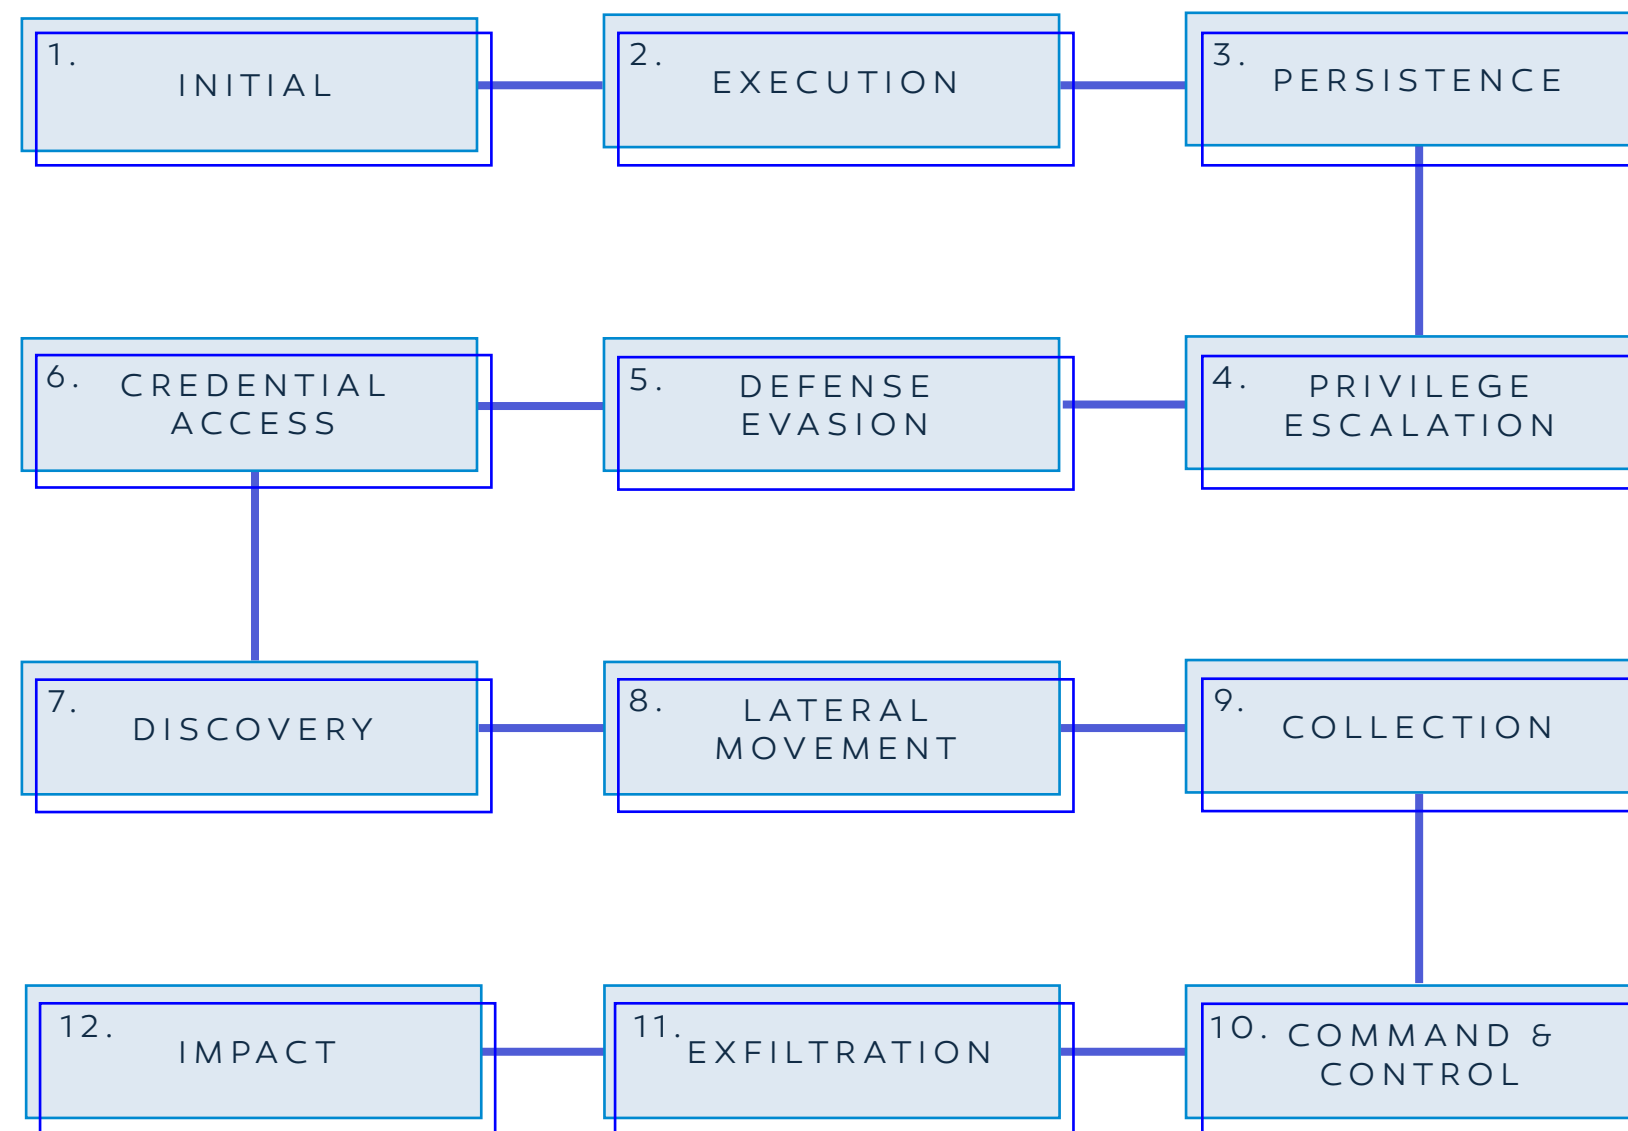 1.
INITIAL
2.
EXECUTION
3.
PERSISTENCE
4.
PRIVILEGE
ESCALATION
5.
DEFENSE
EVASION
6.
CREDENTIAL
ACCESS
7.
DISCOVERY
8.
LATERAL
MOVEMENT
9.
COLLECTION
10.
COMMAND &
CONTROL
11.
EXFILTRATION
12.
IMPACT